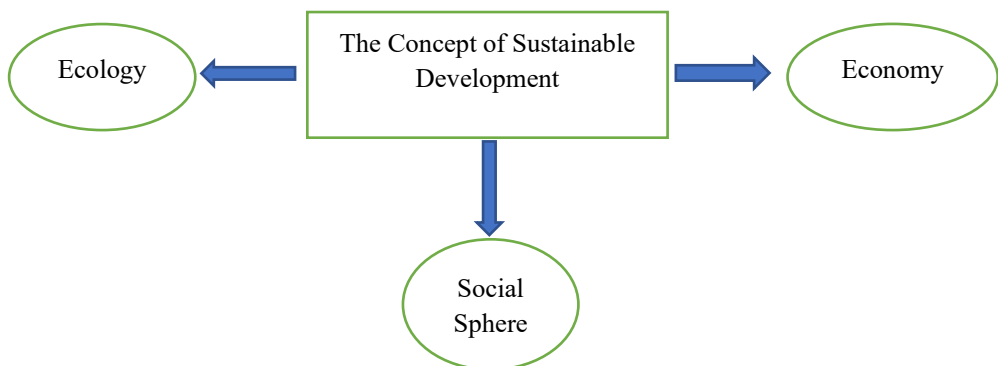 The Concept of Sustainable
Development
Ecology
Economy
Social
Sphere